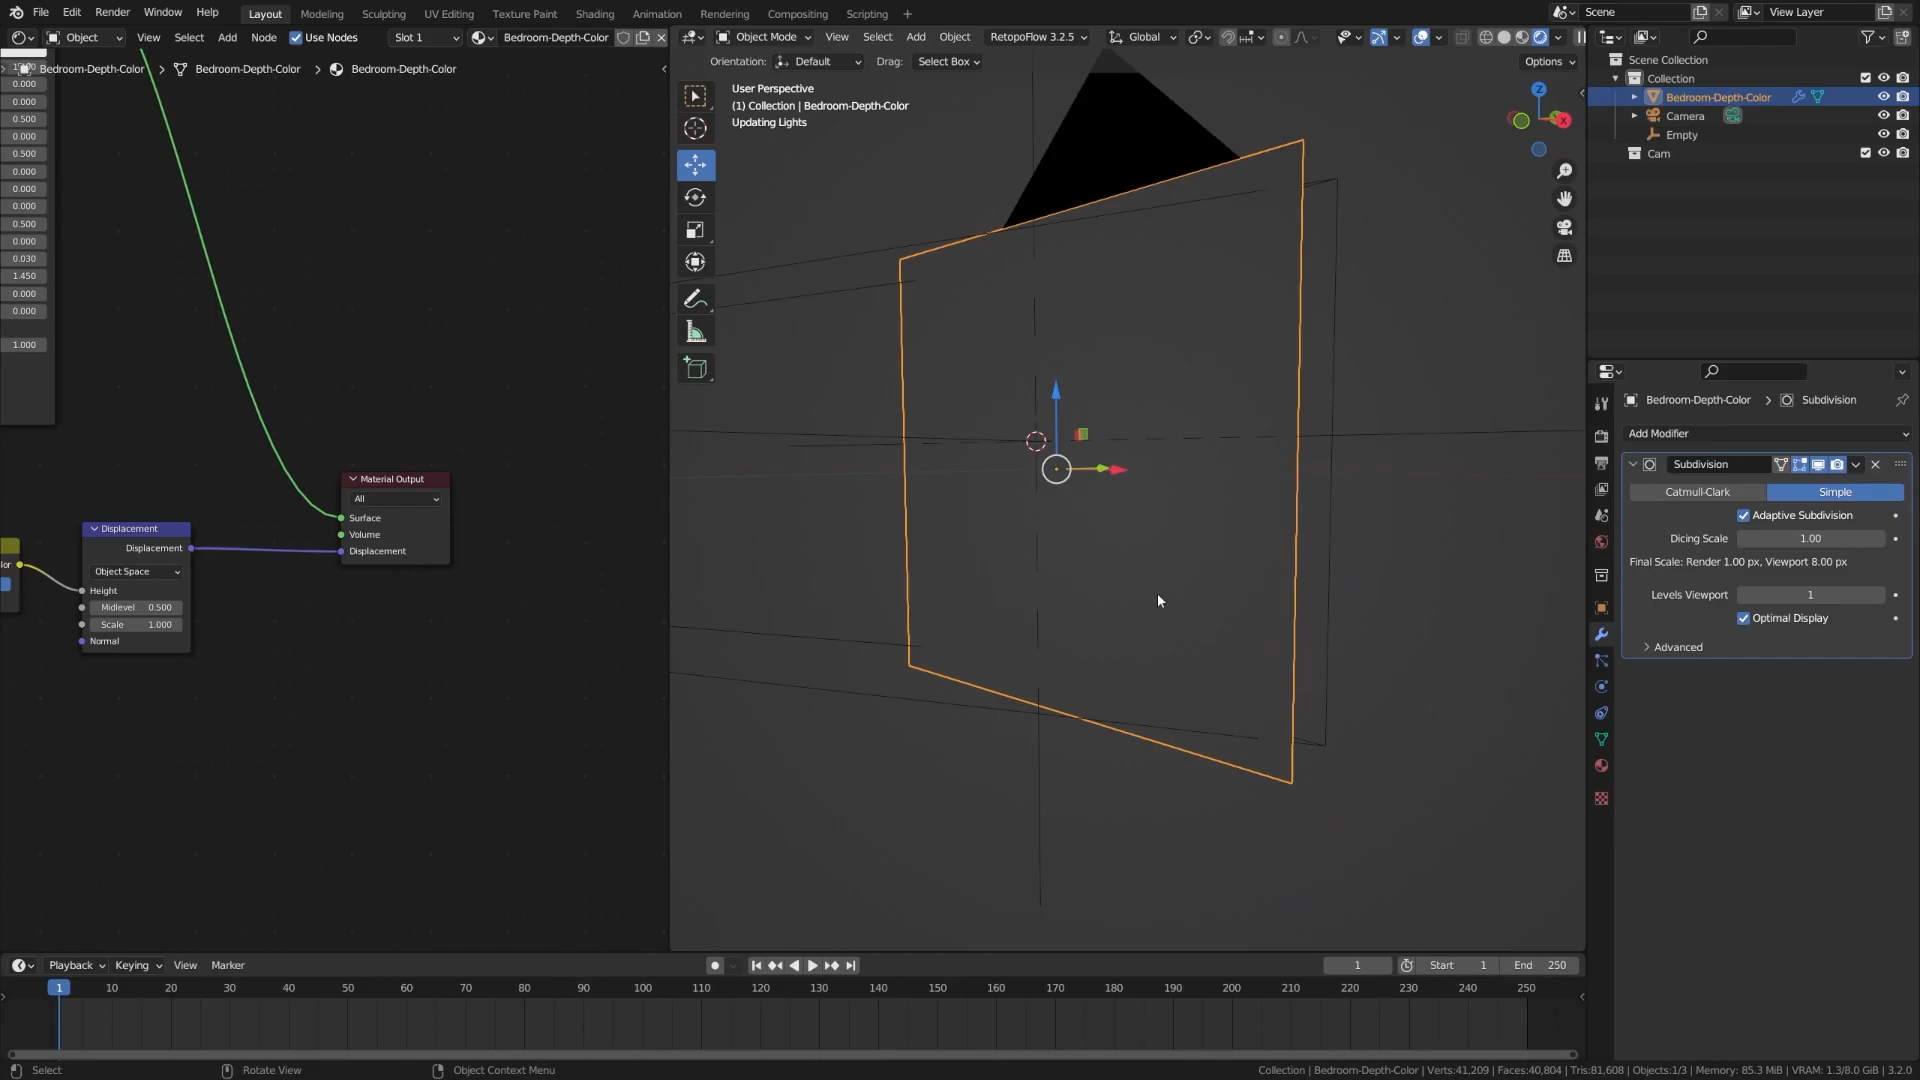 File Edit Render Window Help Layout Modeling Sculpting UV Editing Texture Paint Shading Animation Rendering Compositing Scripting + Scene View Layer
Object View Select Add Node Use Nodes Slot 1 Bedroom-Depth-Color
Bedroom-Depth-Color > Bedroom-Depth-Color > Bedroom-Depth-Color
0.000
0.000
0.500
0.000
0.500
0.000
0.000
0.000
0.500
0.000
0.030
1.450
0.000
0.000
1.000
Material Output
All
Surface
Volume
Displacement
Displacement
Displacement
Object Space
Height
Midlevel 0.500
Scale 1.000
Normal
lor
Object Mode View Select Add Object RetopoFlow 3.2.5 Global
Orientation: Default Drag: Select Box Options
User Perspective
(1) Collection | Bedroom-Depth-Color
Updating Lights
Z
X
Scene Collection
Collection
Bedroom-Depth-Color
Camera
Empty
Cam
Bedroom-Depth-Color > Subdivision
Add Modifier
Subdivision
Catmull-Clark Simple
Adaptive Subdivision
Dicing Scale 1.00
Final Scale: Render 1.00 px, Viewport 8.00 px
Levels Viewport 1
Optimal Display
Advanced
Playback Keying View Marker 1 Start 1 End 250
1 10 20 30 40 50 60 70 80 90 100 110 120 130 140 150 160 170 180 190 200 210 220 230 240 250
Select Rotate View Object Context Menu Collection | Bedroom-Depth-Color | Verts:41,209 | Faces:40,804 | Tris:81,608 | Objects:1/3 | Memory: 85.3 MiB | VRAM: 1.3/8.0 GiB | 3.2.0